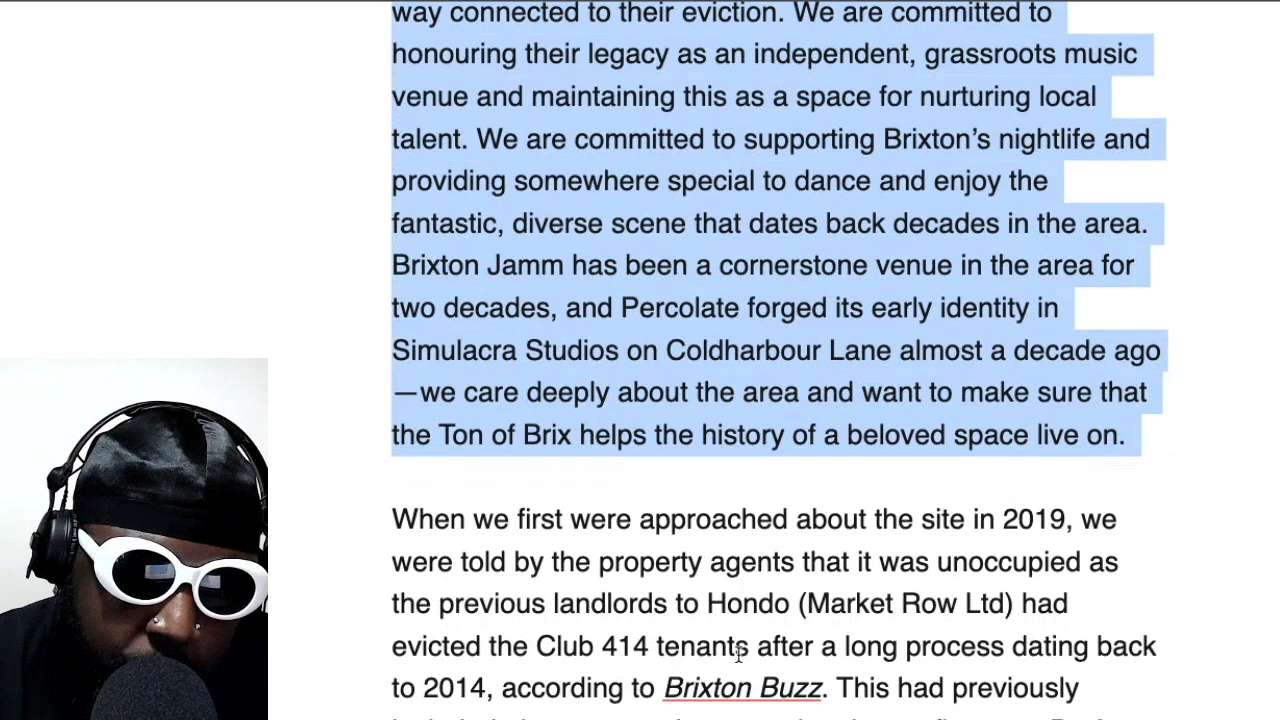 way connected to their eviction. We are committed to
honouring their legacy as an independent, grassroots music
venue and maintaining this as a space for nurturing local
talent. We are committed to supporting Brixton’s nightlife and
providing somewhere special to dance and enjoy the
fantastic, diverse scene that dates back decades in the area.
Brixton Jamm has been a cornerstone venue in the area for
two decades, and Percolate forged its early identity in
Simulacra Studios on Coldharbour Lane almost a decade ago
—we care deeply about the area and want to make sure that
the Ton of Brix helps the history of a beloved space live on.
When we first were approached about the site in 2019, we
were told by the property agents that it was unoccupied as
the previous landlords to Hondo (Market Row Ltd) had
evicted the Club 414 tenants after a long process dating back
to 2014, according to Brixton Buzz. This had previously